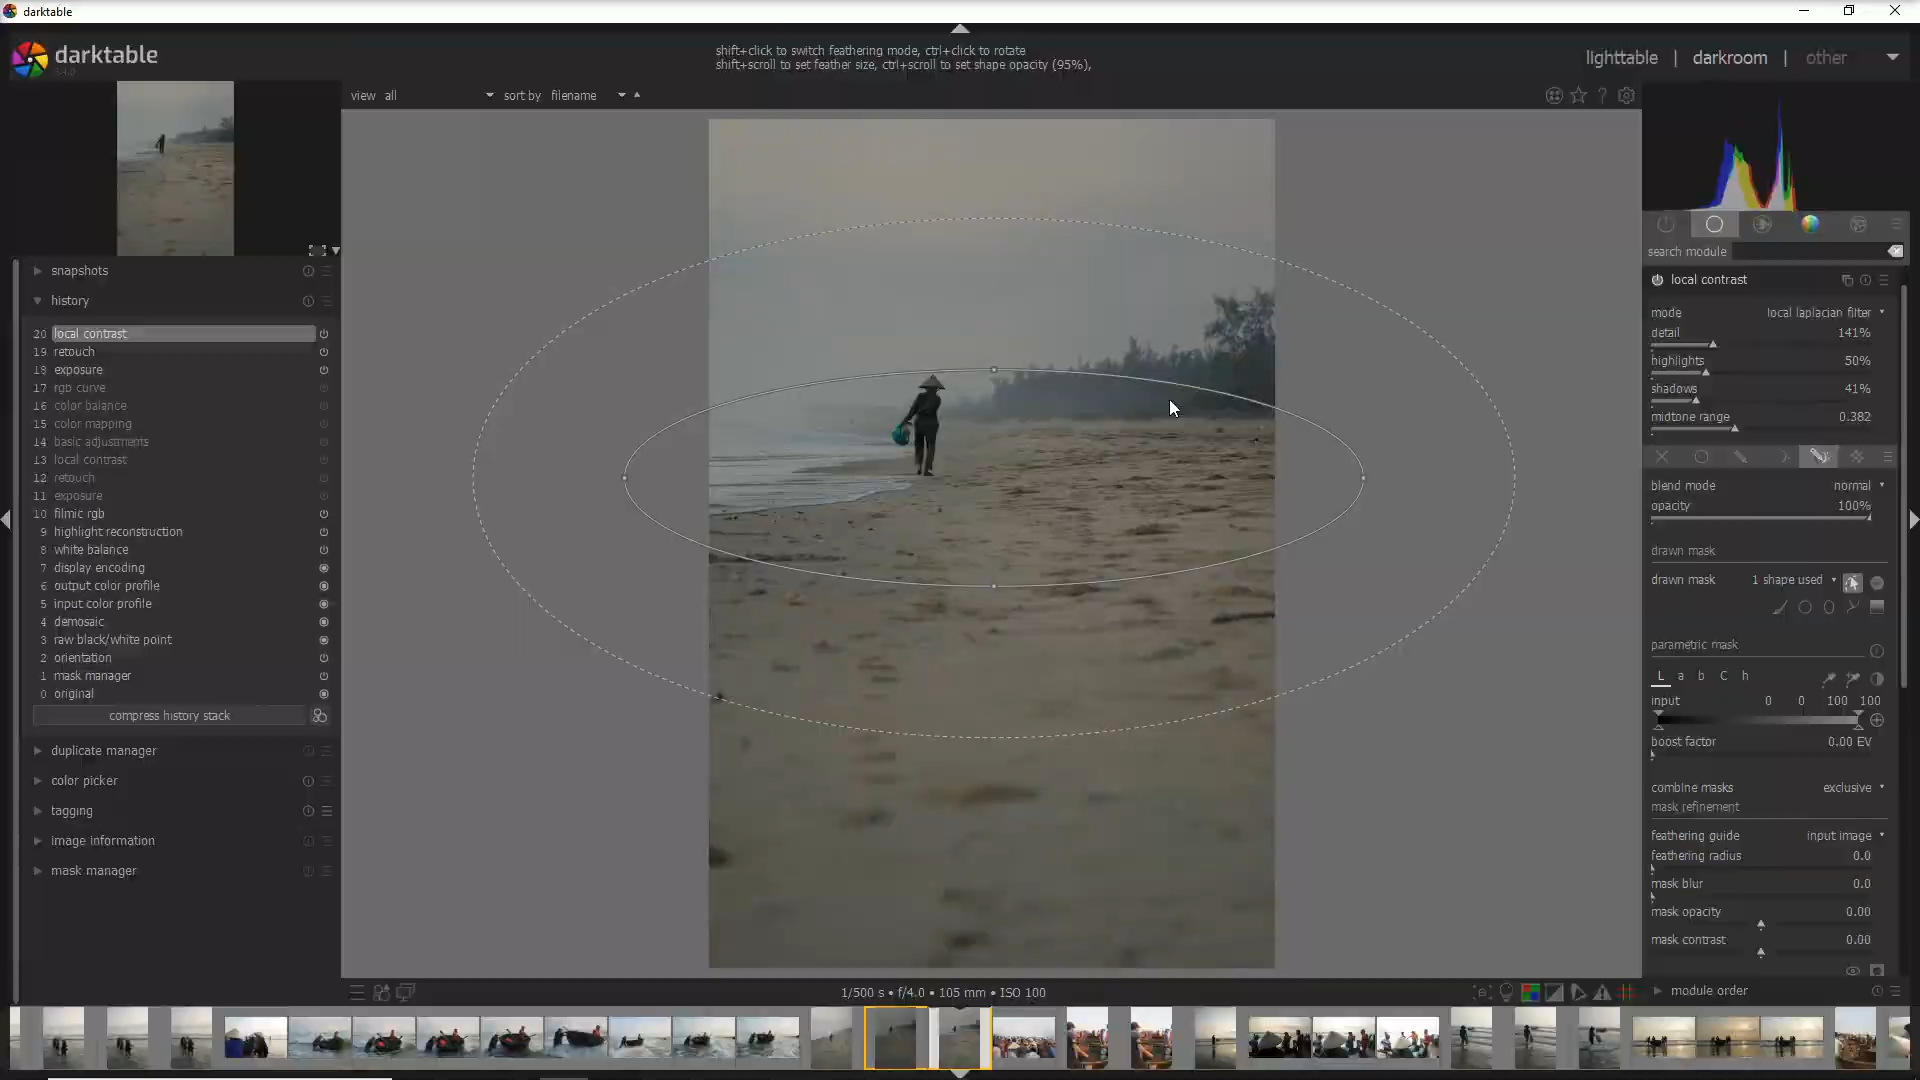 darktable
darktable
3.4.0
shift+click to switch feathering mode, ctrl+click to rotate
shift+scroll to set feather size, ctrl+scroll to set shape opacity (95%),
lighttable | darkroom | other
view all sort by filename
snapshots
history
20 local contrast
19 retouch
18 exposure
17 rgb curve
16 color balance
15 color mapping
14 basic adjustments
13 local contrast
12 retouch
11 exposure
10 filmic rgb
9 highlight reconstruction
8 white balance
7 display encoding
6 output color profile
5 input color profile
4 demosaic
3 raw black/white point
2 orientation
1 mask manager
0 original
compress history stack
duplicate manager
color picker
tagging
image information
mask manager
1/500 s • f/4.0 • 105 mm • ISO 100
search module
local contrast
mode local laplacian filter
detail 141%
highlights 50%
shadows 41%
midtone range 0.382
blend mode normal
opacity 100%
drawn mask
drawn mask 1 shape used
parametric mask
L a b C h
input 0 0 100 100
boost factor 0.00 EV
combine masks exclusive
mask refinement
feathering guide input image
feathering radius 0.0
mask blur 0.0
mask opacity 0.00
mask contrast 0.00
module order